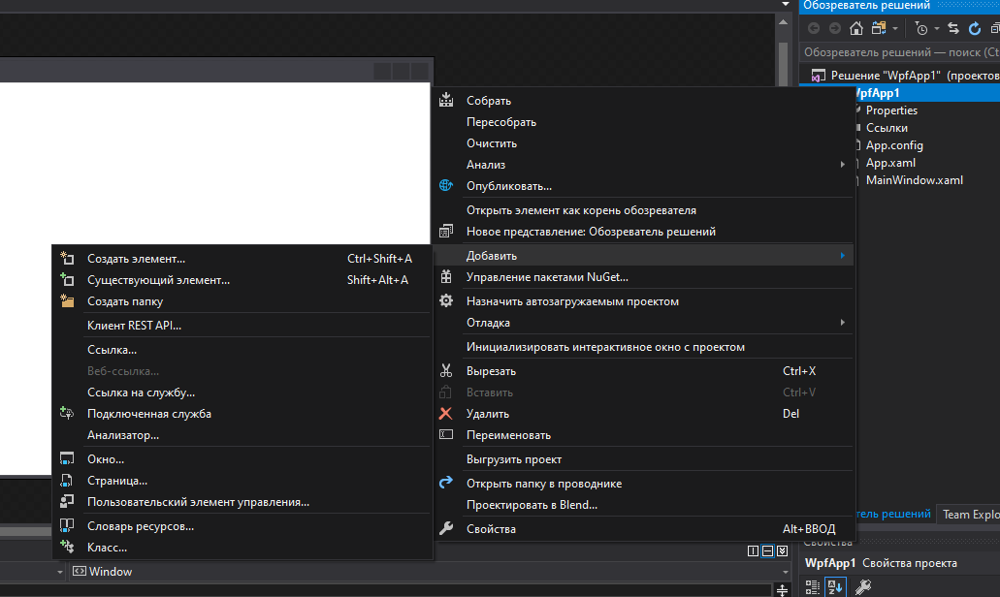 Обозреватель решений
Обозреватель решений — поиск (Ct
Решение "WpfApp1" (проектов
WpfApp1
Properties
Ссылки
App.config
App.xaml
MainWindow.xaml
Собрать
Пересобрать
Очистить
Анализ
Опубликовать...
Открыть элемент как корень обозревателя
Новое представление: Обозреватель решений
Добавить
Управление пакетами NuGet...
Назначить автозагружаемым проектом
Отладка
Инициализировать интерактивное окно с проектом
Вырезать Ctrl+X
Вставить Ctrl+V
Удалить Del
Переименовать
Выгрузить проект
Открыть папку в проводнике
Проектировать в Blend...
Свойства Alt+ВВОД
Создать элемент... Ctrl+Shift+A
Существующий элемент... Shift+Alt+A
Создать папку
Клиент REST API...
Ссылка...
Веб-ссылка...
Ссылка на службу...
Подключенная служба
Анализатор...
Окно...
Страница...
Пользовательский элемент управления...
Словарь ресурсов...
Класс...
Window
тель решений Team Explo
Свойства
WpfApp1 Свойства проекта